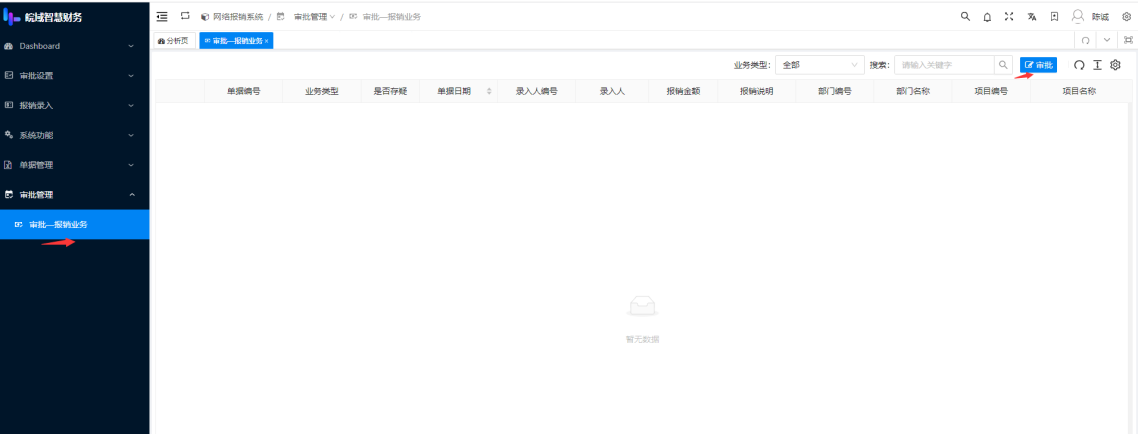 皖域智慧财务
网络报销系统 / 审批管理 / 审批—报销业务
陈诚
Dashboard
分析页 审批—报销业务 ×
审批设置
业务类型: 全部 搜索: 请输入关键字 审批
单据编号 业务类型 是否存疑 单据日期 录入人编号 录入人 报销金额 报销说明 部门编号 部门名称 项目编号 项目名称
报销录入
系统功能
单据管理
审批管理
审批—报销业务
暂无数据